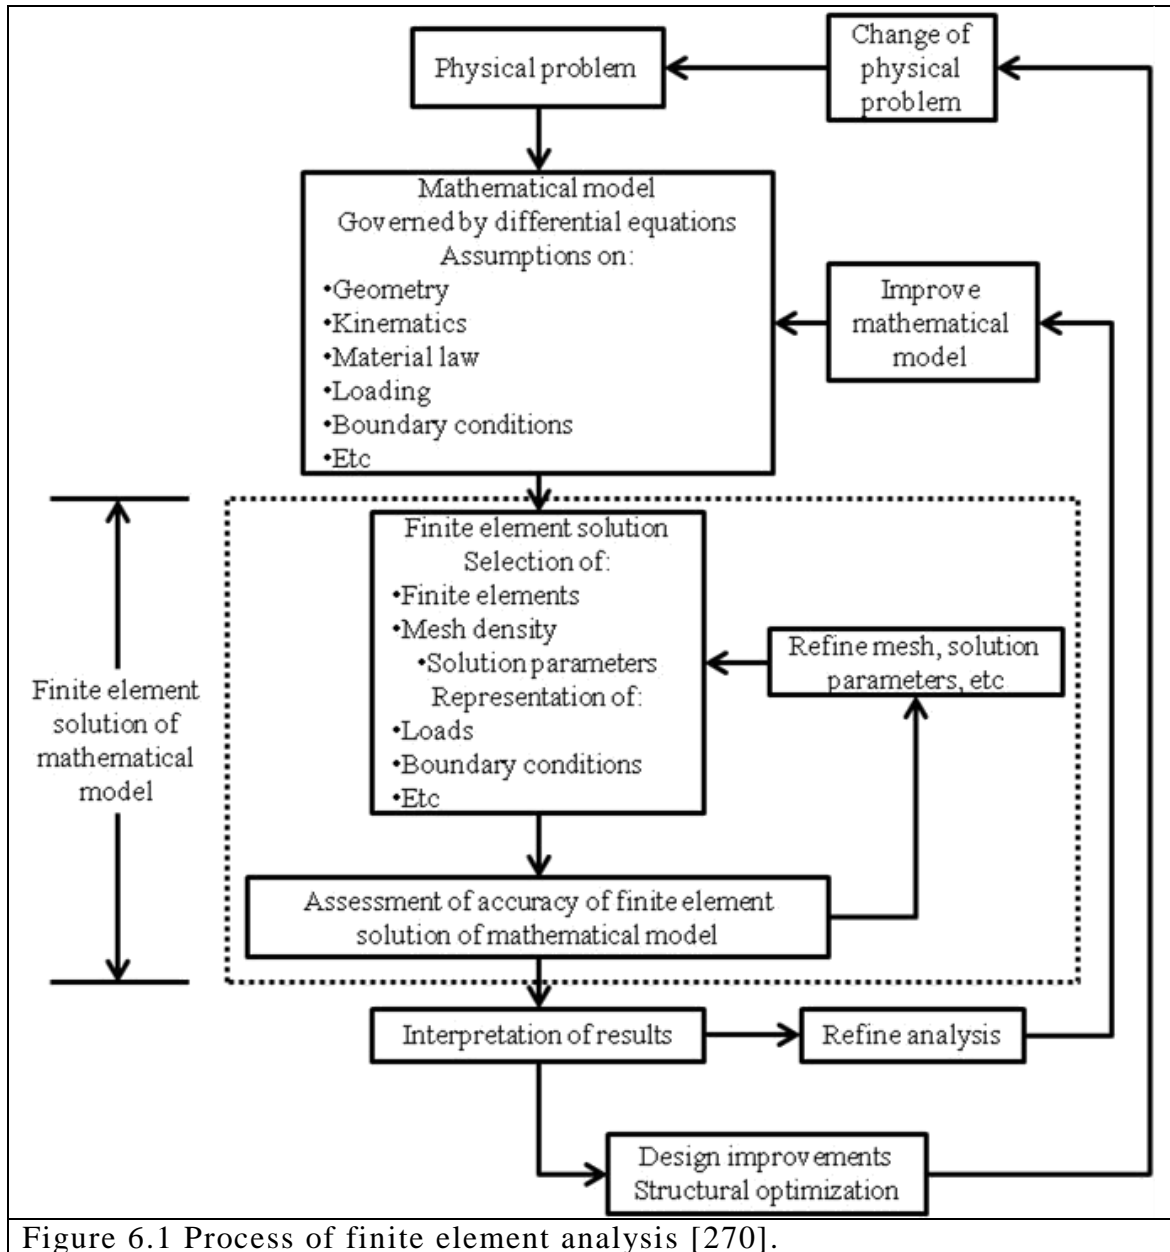 Physical problem
Change of
physical
problem
Mathematical model
Governed by differential equations
Assumptions on:
•Geometry
•Kinematics
•Material law
•Loading
•Boundary conditions
•Etc
Improve
mathematical
model
Finite element
solution of
mathematical
model
Finite element solution
Selection of:
•Finite elements
•Mesh density
•Solution parameters
Representation of:
•Loads
•Boundary conditions
•Etc
Refine mesh, solution
parameters, etc
Assessment of accuracy of finite element
solution of mathematical model
Interpretation of results
Refine analysis
Design improvements
Structural optimization
Figure 6.1 Process of finite element analysis [270].